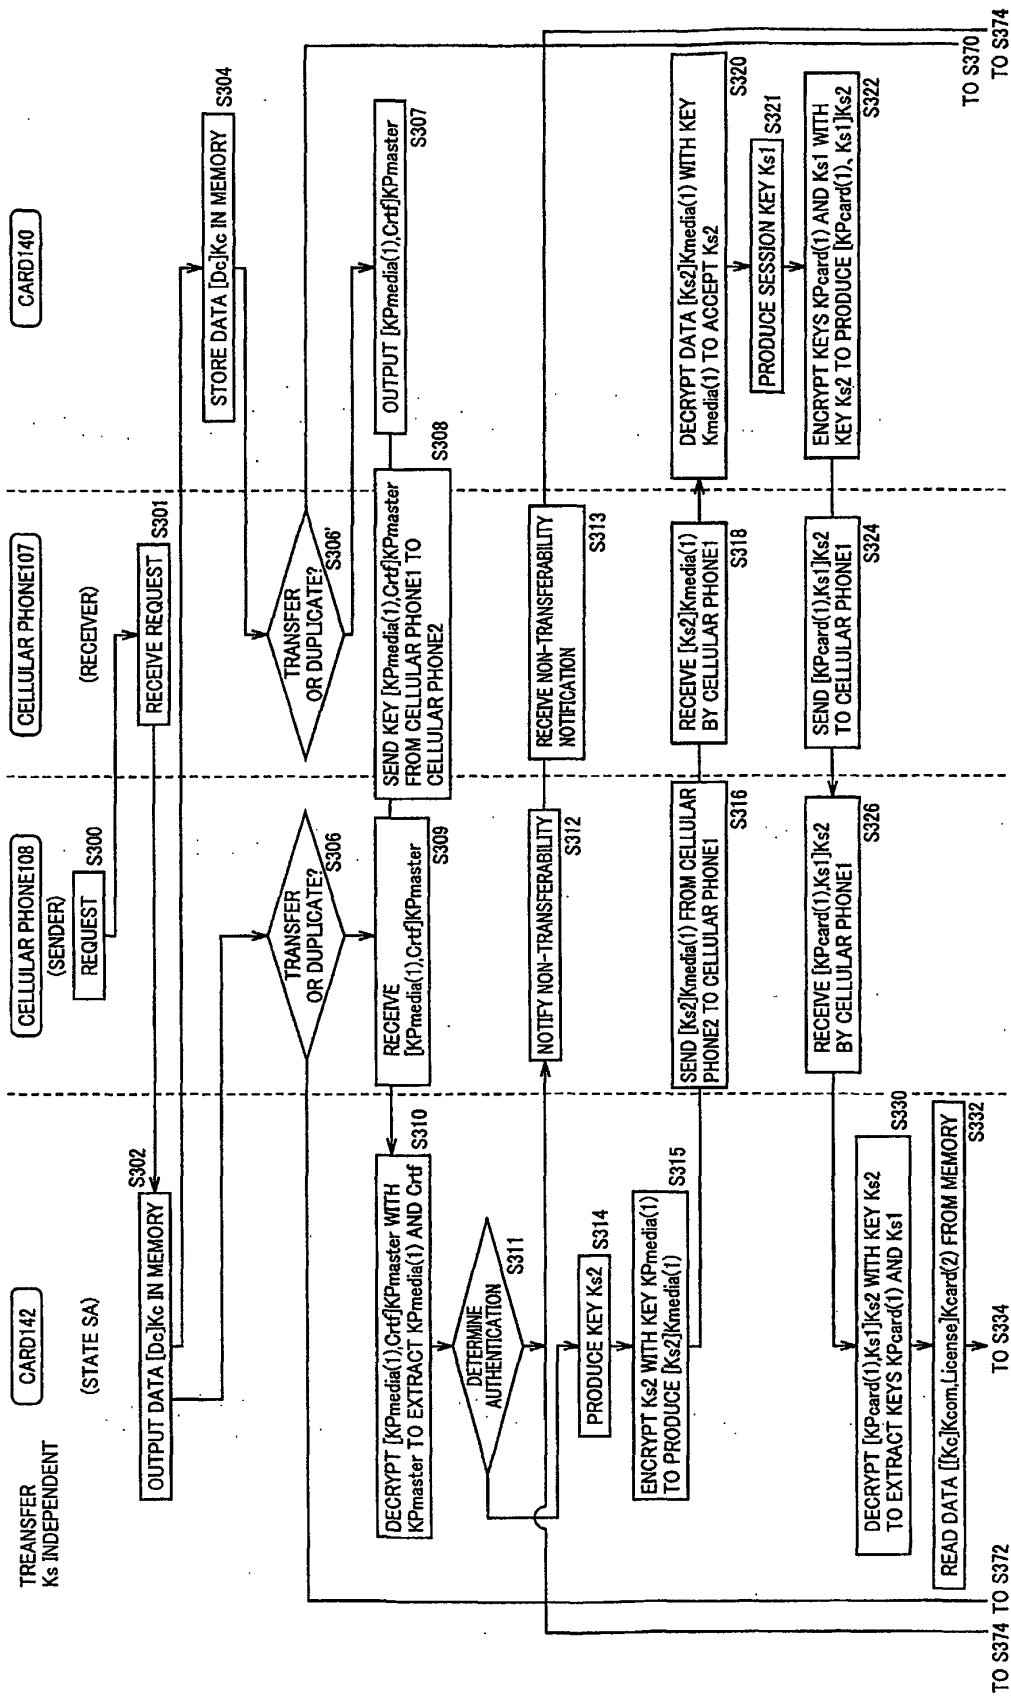 TREANSFER
Ks INDEPENDENT
CARD142
(STATE SA)
CELLULAR PHONE108
(SENDER)
CELLULAR PHONE107
(RECEIVER)
CARD140
REQUEST
S300
RECEIVE REQUEST
S301
OUTPUT DATA [Dc]Kc IN MEMORY
S302
STORE DATA [Dc]Kc IN MEMORY
S304
TRANSFER
OR DUPLICATE?
S306
TRANSFER
OR DUPLICATE?
S306'
OUTPUT [KPmedia(1),Crtf]KPmaster
S307
SEND KEY [KPmedia(1),Crtf]KPmaster
FROM CELLULAR PHONE1 TO
CELLULAR PHONE2
S308
RECEIVE
[KPmedia(1),Crtf]KPmaster
S309
DECRYPT [KPmedia(1),Crtf]KPmaster WITH
KPmaster TO EXTRACT KPmedia(1) AND Crtf
S310
DETERMINE
AUTHENTICATION
S311
NOTIFY NON-TRANSFERABILITY
S312
RECEIVE NON-TRANSFERABILITY
NOTIFICATION
S313
PRODUCE KEY Ks2
S314
ENCRYPT Ks2 WITH KEY KPmedia(1)
TO PRODUCE [Ks2]Kmedia(1)
S315
SEND [Ks2]Kmedia(1) FROM CELLULAR
PHONE2 TO CELLULAR PHONE1
S316
RECEIVE [Ks2]Kmedia(1)
BY CELLULAR PHONE1
S318
DECRYPT DATA [Ks2]Kmedia(1) WITH KEY
Kmedia(1) TO ACCEPT Ks2
S320
PRODUCE SESSION KEY Ks1
S321
ENCRYPT KEYS KPcard(1) AND Ks1 WITH
KEY Ks2 TO PRODUCE [KPcard(1), Ks1]Ks2
S322
SEND [KPcard(1),Ks1]Ks2
TO CELLULAR PHONE1
S324
RECEIVE [KPcard(1),Ks1]Ks2
BY CELLULAR PHONE1
S326
DECRYPT [KPcard(1),Ks1]Ks2 WITH KEY Ks2
TO EXTRACT KEYS KPcard(1) AND Ks1
S330
READ DATA [[Kc]Kcom,License]Kcard(2) FROM MEMORY
S332
TO S374
TO S372
TO S334
TO S370
TO S374